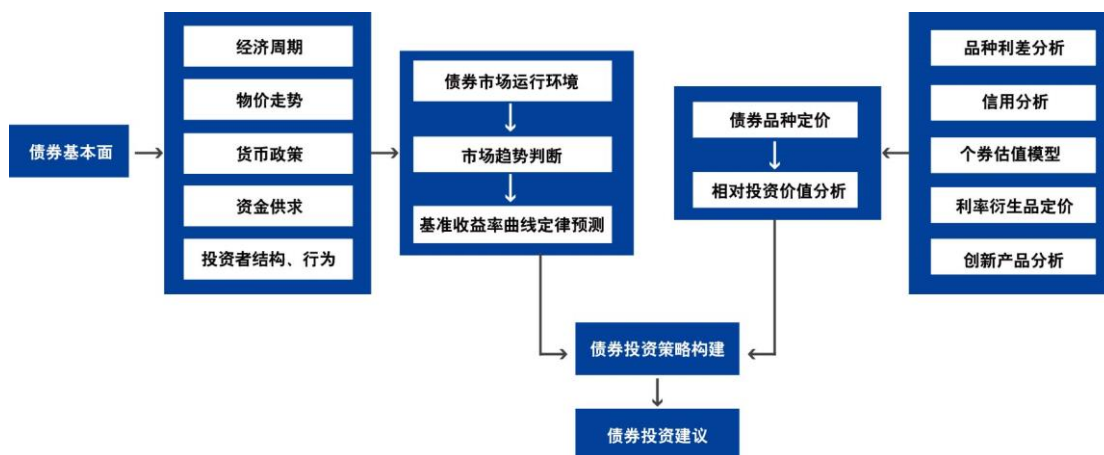 债券基本面
经济周期
物价走势
货币政策
资金供求
投资者结构、行为
债券市场运行环境
市场趋势判断
基准收益率曲线定律预测
债券品种定价
相对投资价值分析
品种利差分析
信用分析
个券估值模型
利率衍生品定价
创新产品分析
债券投资策略构建
债券投资建议